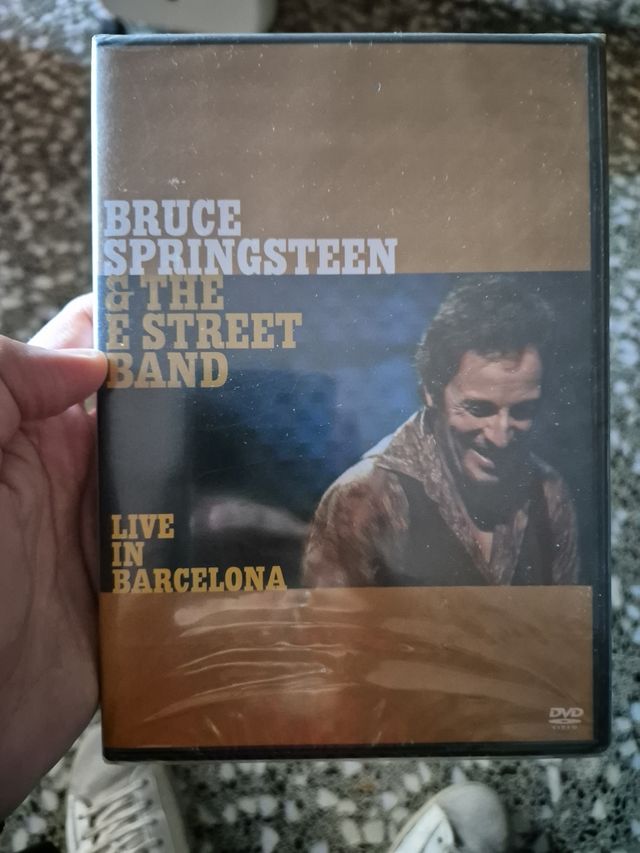 BRUCE
SPRINGSTEEN
& THE
E STREET
BAND
LIVE
IN
BARCELONA
DVD
VIDEO